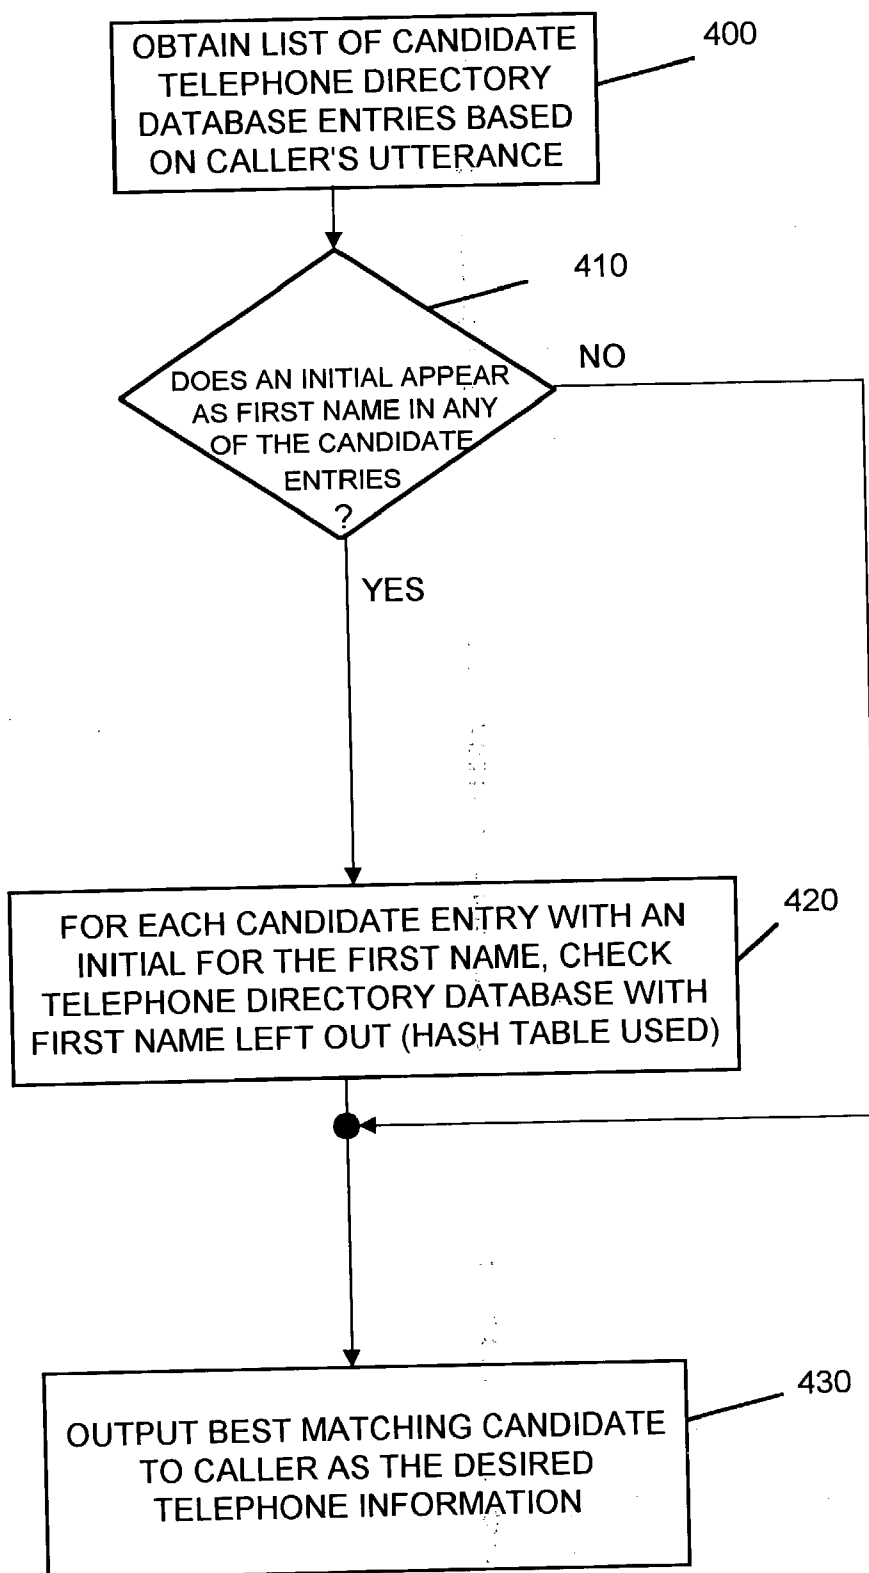 OBTAIN LIST OF CANDIDATE
TELEPHONE DIRECTORY
DATABASE ENTRIES BASED
ON CALLER'S UTTERANCE
400
410
DOES AN INITIAL APPEAR
AS FIRST NAME IN ANY
OF THE CANDIDATE
ENTRIES
?
NO
YES
FOR EACH CANDIDATE ENTRY WITH AN
INITIAL FOR THE FIRST NAME, CHECK
TELEPHONE DIRECTORY DATABASE WITH
FIRST NAME LEFT OUT (HASH TABLE USED)
420
OUTPUT BEST MATCHING CANDIDATE
TO CALLER AS THE DESIRED
TELEPHONE INFORMATION
430